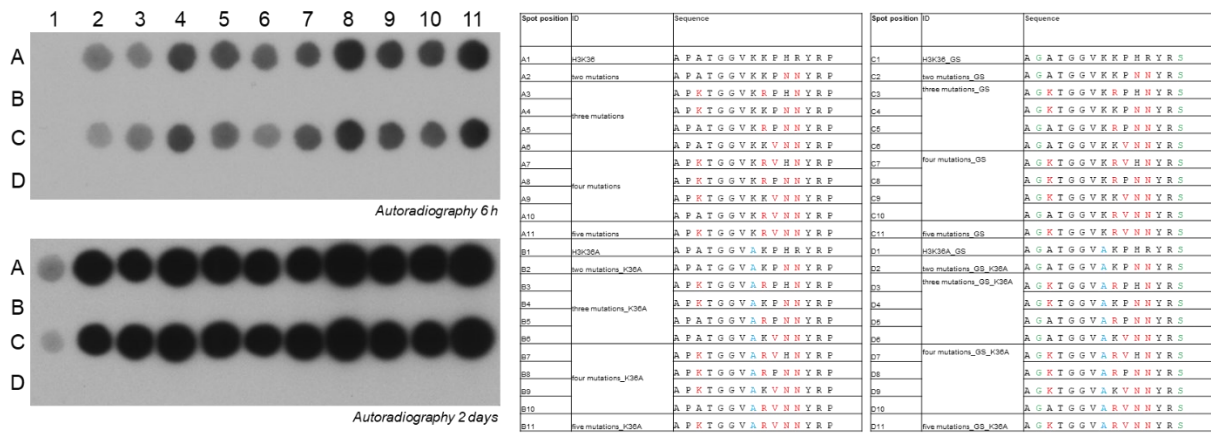 1 2 3 4 5 6 7 8 9 10 11
A
B
C
D
Autoradiography 6 h
A
B
C
D
Autoradiography 2 days
Spot position ID Sequence
A1 H3K36 A P A T G G V K K P H R Y R P
A2 two mutations A P A T G G V K K P N N Y R P
A3 three mutations A P K T G G V K R P H N Y R P
A4 A P K T G G V K K P N N Y R P
A5 A P A T G G V K R P N N Y R P
A6 A P A T G G V K K V N N Y R P
A7 four mutations A P K T G G V K R V H N Y R P
A8 A P K T G G V K R P N N Y R P
A9 A P K T G G V K K V N N Y R P
A10 A P A T G G V K R V N N Y R P
A11 five mutations A P K T G G V K R V N N Y R P
B1 H3K36A A P A T G G V A K P H R Y R P
B2 two mutations_K36A A P A T G G V A K P N N Y R P
B3 three mutations_K36A A P K T G G V A R P H N Y R P
B4 A P K T G G V A K P N N Y R P
B5 A P A T G G V A R P N N Y R P
B6 A P A T G G V A K V N N Y R P
B7 four mutations_K36A A P K T G G V A R V H N Y R P
B8 A P K T G G V A R P N N Y R P
B9 A P K T G G V A K V N N Y R P
B10 A P A T G G V A R V N N Y R P
B11 five mutations_K36A A P K T G G V A R V N N Y R P
Spot position ID Sequence
C1 H3K36_GS A G A T G G V K K P H R Y R S
C2 two mutations_GS A G A T G G V K K P N N Y R S
C3 three mutations_GS A G K T G G V K R P H N Y R S
C4 A G K T G G V K K P N N Y R S
C5 A G A T G G V K R P N N Y R S
C6 A G A T G G V K K V N N Y R S
C7 four mutations_GS A G K T G G V K R V H N Y R S
C8 A G K T G G V K R P N N Y R S
C9 A G K T G G V K K V N N Y R S
C10 A G A T G G V K R V N N Y R S
C11 five mutations_GS A G K T G G V K R V N N Y R S
D1 H3K36A_GS A G A T G G V A K P H R Y R S
D2 two mutations_GS_K36A A G A T G G V A K P N N Y R S
D3 three mutations_GS_K36A A G K T G G V A R P H N Y R S
D4 A G K T G G V A K P N N Y R S
D5 A G A T G G V A R P N N Y R S
D6 A G A T G G V A K V N N Y R S
D7 four mutations_GS_K36A A G K T G G V A R V H N Y R S
D8 A G K T G G V A R P N N Y R S
D9 A G K T G G V A K V N N Y R S
D10 A G A T G G V A R V N N Y R S
D11 five mutations_GS_K36A A G K T G G V A R V N N Y R S